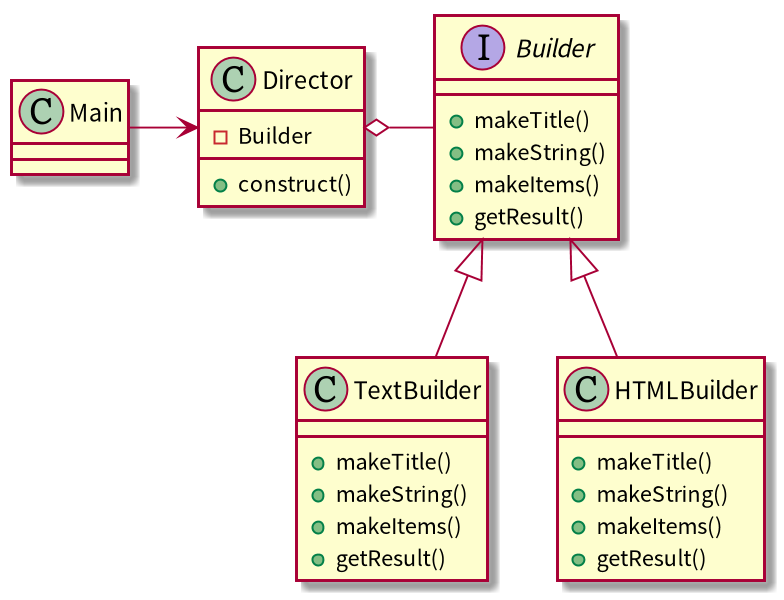 C Main
C Director
Builder
construct()
I Builder
makeTitle()
makeString()
makeItems()
getResult()
C TextBuilder
makeTitle()
makeString()
makeItems()
getResult()
C HTMLBuilder
makeTitle()
makeString()
makeItems()
getResult()